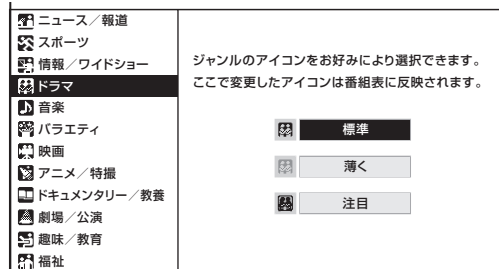 ニュース／報道
スポーツ
情報／ワイドショー
ドラマ
音楽
バラエティ
映画
アニメ／特撮
ドキュメンタリー／教養
劇場／公演
趣味／教育
福祉
ジャンルのアイコンをお好みにより選択できます。
ここで変更したアイコンは番組表に反映されます。
標準
薄く
注目